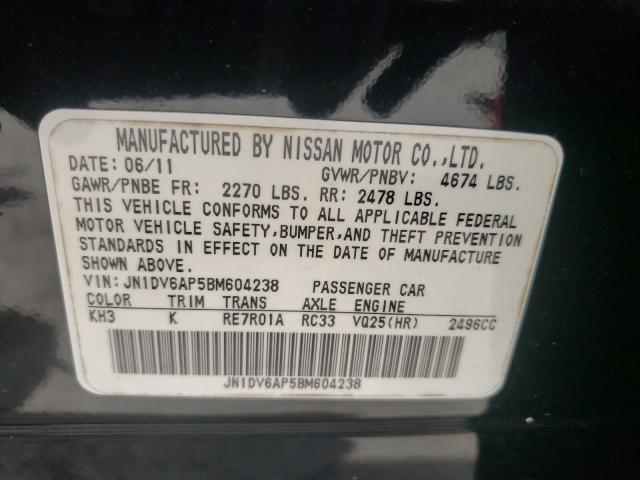 MANUFACTURED BY NISSAN MOTOR CO.,LTD.
DATE: 06/11 GVWR/PNBV: 4674 LBS.
GAWR/PNBE FR: 2270 LBS. RR: 2478 LBS.
THIS VEHICLE CONFORMS TO ALL APPLICABLE FEDERAL
MOTOR VEHICLE SAFETY,BUMPER,AND THEFT PREVENTION
STANDARDS IN EFFECT ON THE DATE OF MANUFACTURE
SHOWN ABOVE.
VIN:JN1DV6AP5BM604238 PASSENGER CAR
COLOR TRIM TRANS AXLE ENGINE
KH3 K RE7R01A RC33 VQ25(HR) 2496CC
JN1DV6AP5BM604238